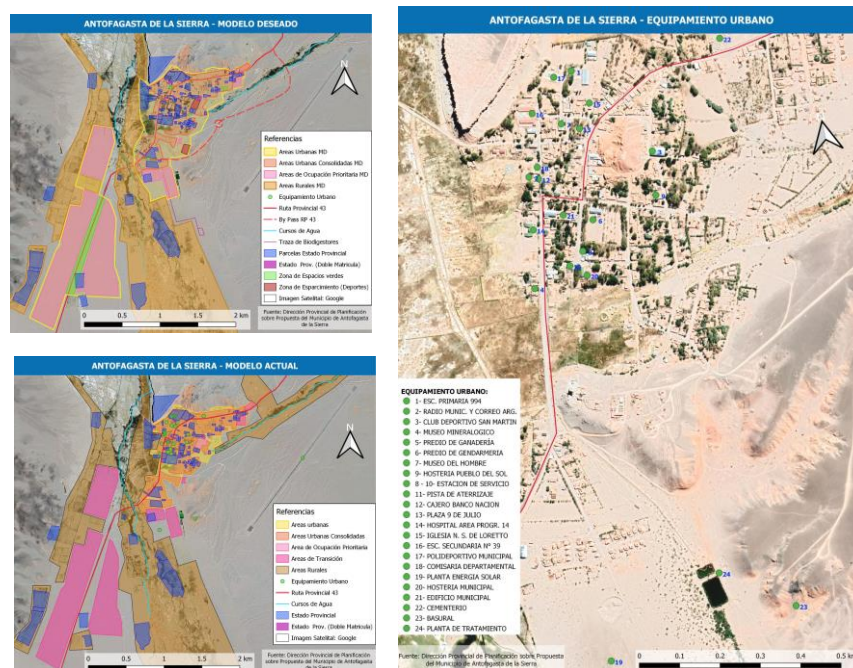 ANTOFAGASTA DE LA SIERRA - MODELO DESEADO
Referencias
Areas Urbanas MD
Areas Urbanas Consolidadas MD
Areas de Ocupación Prioritaria MD
Areas Rurales MD
Equipamiento Urbano
Ruta Provincial 43
By Pass RP 43
Cursos de Agua
Traza de Biodigestores
Parcelas Estado Provincial
Estado Prov. (Doble Matricula)
Zona de Espacios verdes
Zona de Esparcimiento (Deportes)
Imagen Satelital: Google
0 0.5 1 1.5 2 km
Fuente: Dirección Provincial de Planificación
sobre Propuesta del Municipio de Antofagasta
de la Sierra
ANTOFAGASTA DE LA SIERRA - MODELO ACTUAL
Referencias
Areas urbanas
Areas Urbanas Consolidadas
Area de Ocupación Prioritaria
Areas de Transición
Areas Rurales
Equipamiento Urbano
Ruta Provincial 43
Cursos de Agua
Estado Provincial
Estado Prov. (Doble Matricula)
Imagen Satelital: Google
0 0.5 1 1.5 2 km
Fuente: Dirección Provincial de Planificación
sobre Propuesta del Municipio de Antofagasta
de la Sierra
ANTOFAGASTA DE LA SIERRA - EQUIPAMIENTO URBANO
22
17
15
3
12
21
24
23
19
EQUIPAMIENTO URBANO:
1- ESC. PRIMARIA 994
2- RADIO MUNIC. Y CORREO ARG.
3- CLUB DEPORTIVO SAN MARTIN
4- MUSEO MINERALOGICO
5- PREDIO DE GANADERÍA
6- PREDIO DE GENDARMERIA
7- MUSEO DEL HOMBRE
9- HOSTERIA PUEBLO DEL SOL
8 - 10- ESTACION DE SERVICIO
11- PISTA DE ATERRIZAJE
12- CAJERO BANCO NACION
13- PLAZA 9 DE JULIO
14- HOSPITAL AREA PROGR. 14
15- IGLESIA N. S. DE LORETTO
16- ESC. SECUNDARIA Nº 39
17- POLIDEPORTIVO MUNICIPAL
18- COMISARIA DEPARTAMENTAL
19- PLANTA ENERGIA SOLAR
20- HOSTERIA MUNICIPAL
21- EDIFICIO MUNICIPAL
22- CEMENTERIO
23- BASURAL
24- PLANTA DE TRATAMIENTO
Fuente: Dirección Provincial de Planificación sobre Propuesta
del Municipio de Antofagasta de la Sierra
0 0.1 0.2 0.3 0.4 0.5 km